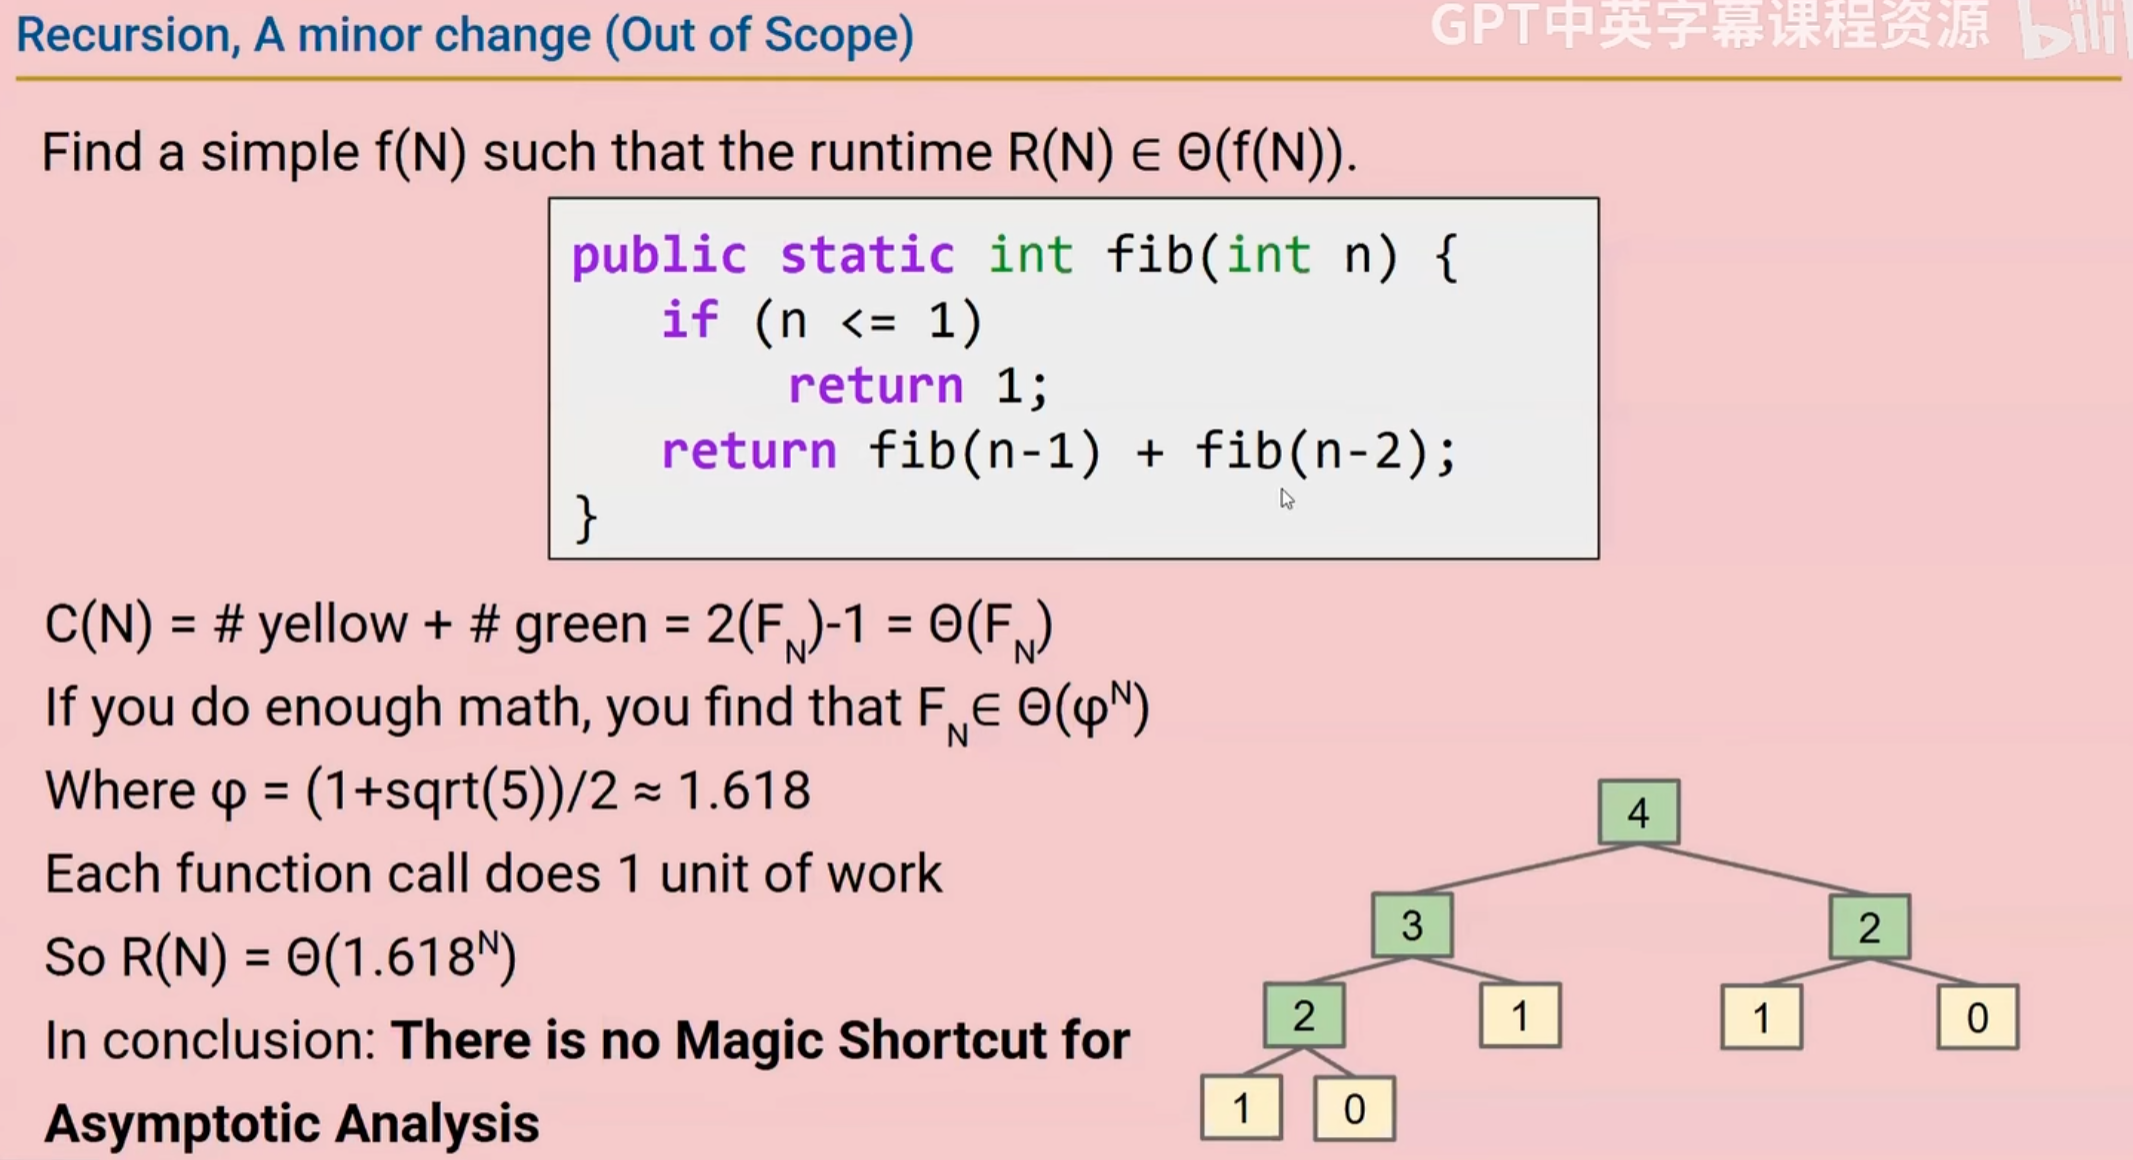 Recursion, A minor change (Out of Scope)
GPT中英字幕课程资源 bili
Find a simple f(N) such that the runtime R(N) ∈ Θ(f(N)).
public static int fib(int n) {
if (n <= 1)
return 1;
return fib(n-1) + fib(n-2);
}
C(N) = # yellow + # green = 2(F_N)-1 = Θ(F_N)
If you do enough math, you find that F_N ∈ Θ(φ^N)
Where φ = (1+sqrt(5))/2 ≈ 1.618
Each function call does 1 unit of work
So R(N) = Θ(1.618^N)
In conclusion: There is no Magic Shortcut for
Asymptotic Analysis
4
3 2
2 1 1 0
1 0